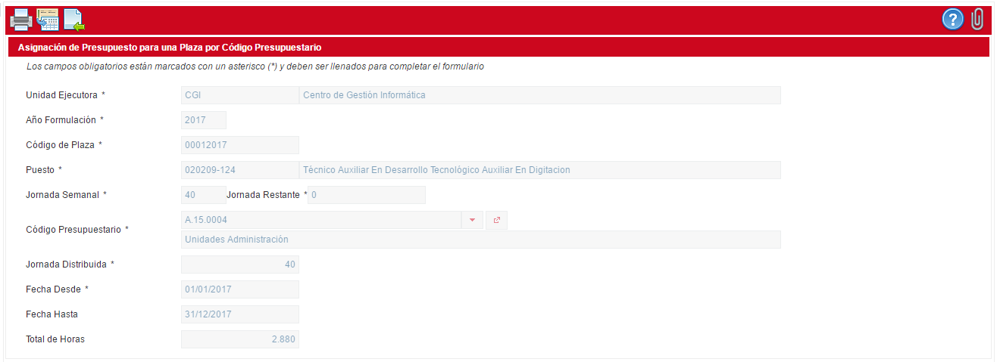 Asignación de Presupuesto para una Plaza por Código Presupuestario
Los campos obligatorios están marcados con un asterisco (*) y deben ser llenados para completar el formulario
Unidad Ejecutora * CGI Centro de Gestión Informática
Año Formulación * 2017
Código de Plaza * 00012017
Puesto * 020209-124 Técnico Auxiliar En Desarrollo Tecnológico Auxiliar En Digitacion
Jornada Semanal * 40 Jornada Restante * 0
Código Presupuestario * A.15.0004
Unidades Administración
Jornada Distribuida * 40
Fecha Desde * 01/01/2017
Fecha Hasta 31/12/2017
Total de Horas 2.880